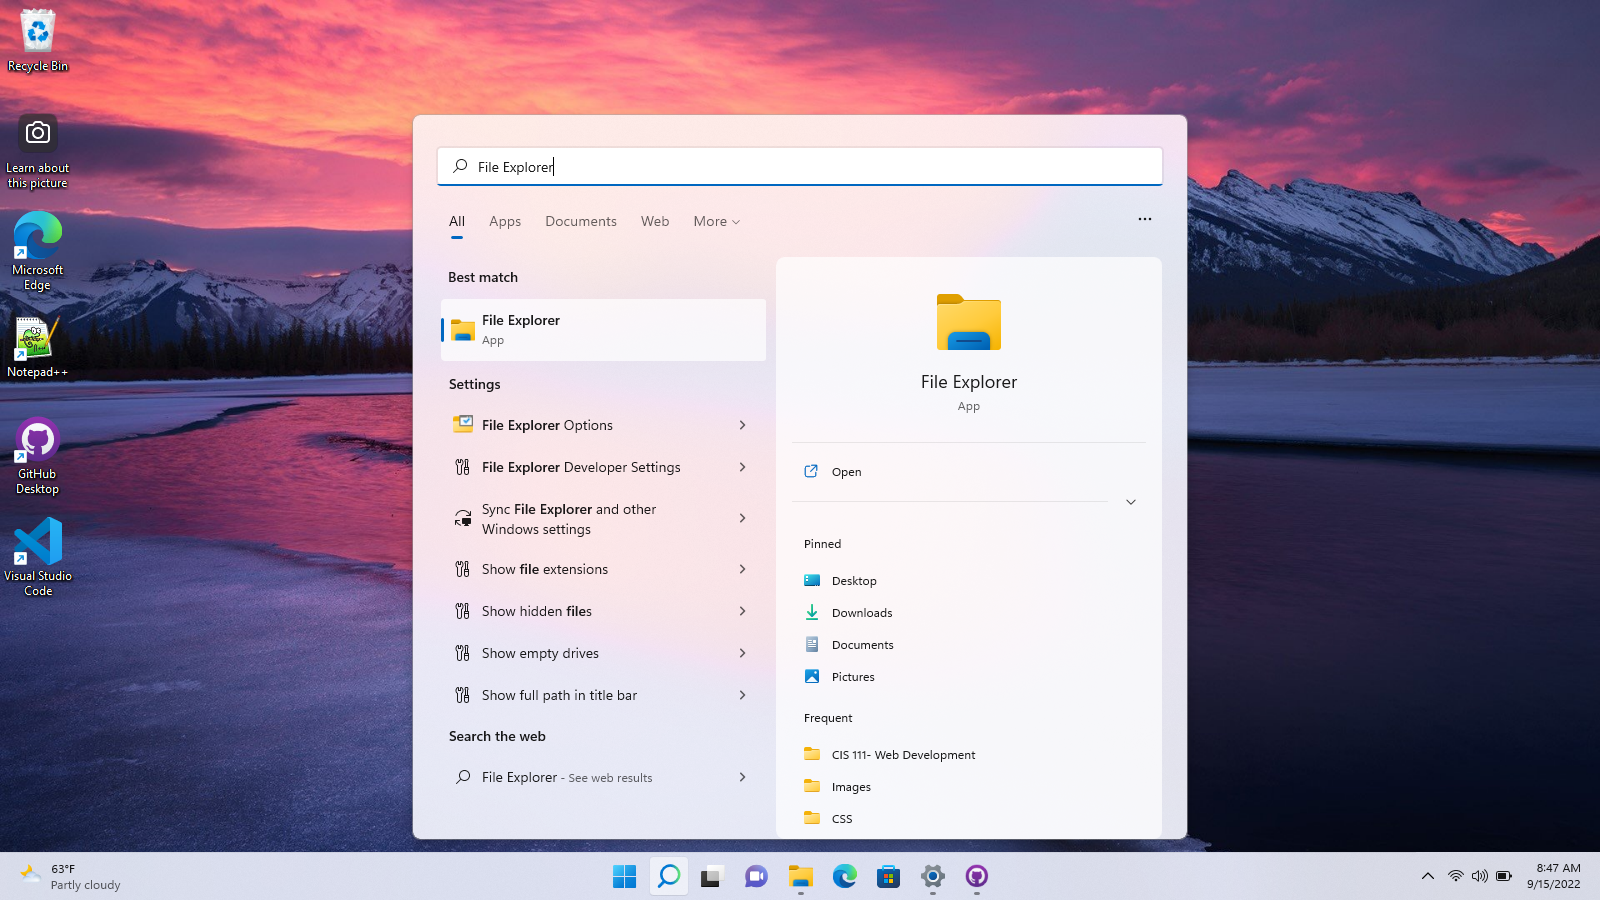 Recycle Bin
Learn about
this picture
Microsoft
Edge
Notepad++
GitHub
Desktop
Visual Studio
Code
File Explorer
All Apps Documents Web More
Best match
File Explorer
App
Settings
File Explorer Options
File Explorer Developer Settings
Sync File Explorer and other
Windows settings
Show file extensions
Show hidden files
Show empty drives
Show full path in title bar
Search the web
File Explorer - See web results
File Explorer
App
Open
Pinned
Desktop
Downloads
Documents
Pictures
Frequent
CIS 111- Web Development
Images
CSS
63°F
Partly cloudy
8:47 AM
9/15/2022